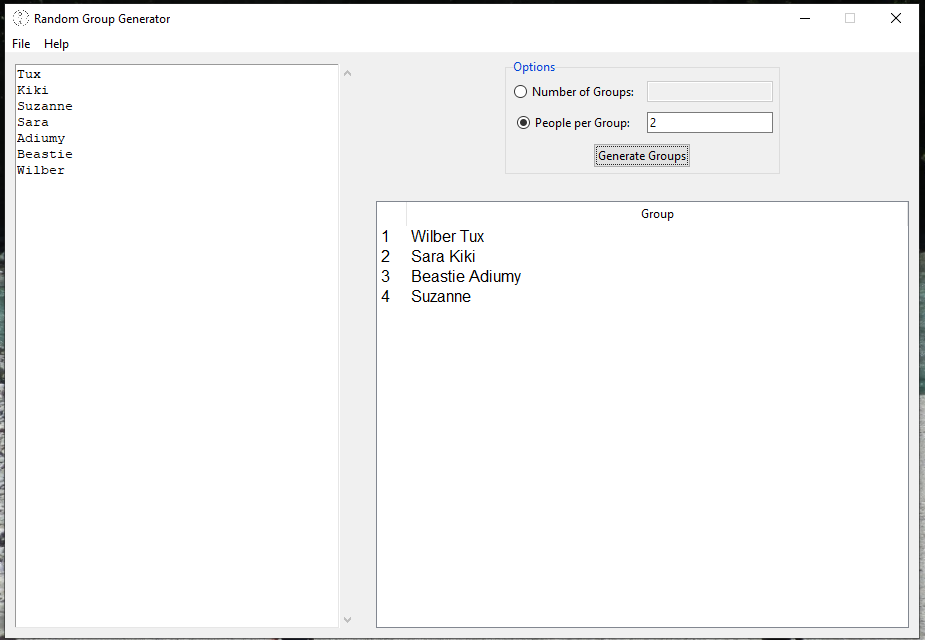 Random Group Generator
File Help
Tux
Kiki
Suzanne
Sara
Adiumy
Beastie
Wilber
Options
Number of Groups:
People per Group: 2
Generate Groups
Group
1 Wilber Tux
2 Sara Kiki
3 Beastie Adiumy
4 Suzanne